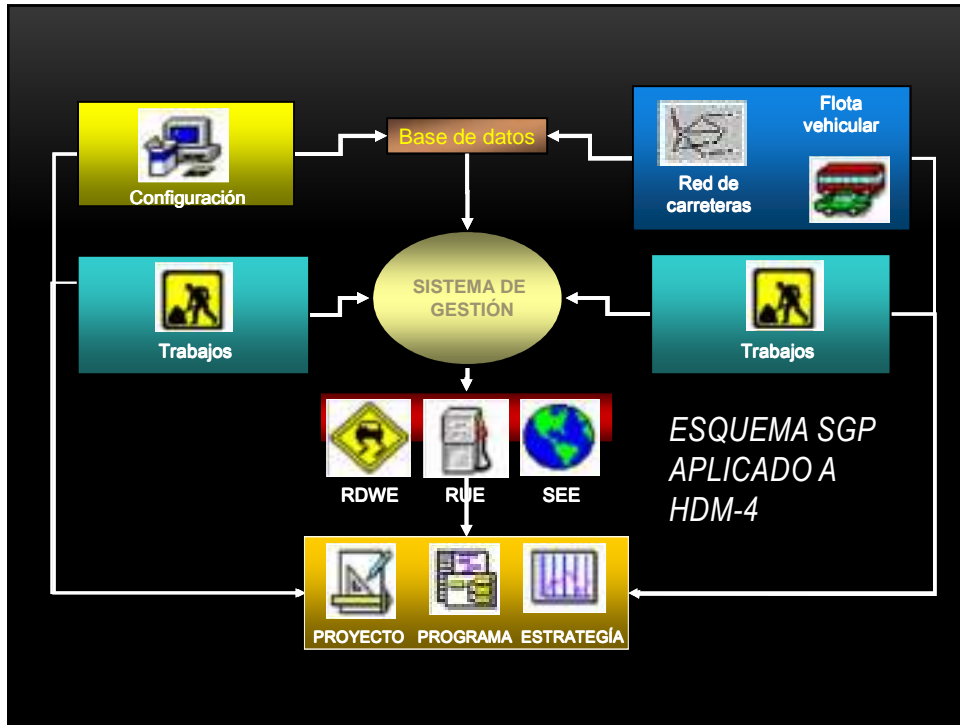 Configuración
Base de datos
Flota
vehicular
Red de
carreteras
Trabajos
SISTEMA DE
GESTIÓN
Trabajos
RDWE
RUE
SEE
ESQUEMA SGP
APLICADO A
HDM-4
PROYECTO
PROGRAMA
ESTRATEGÍA